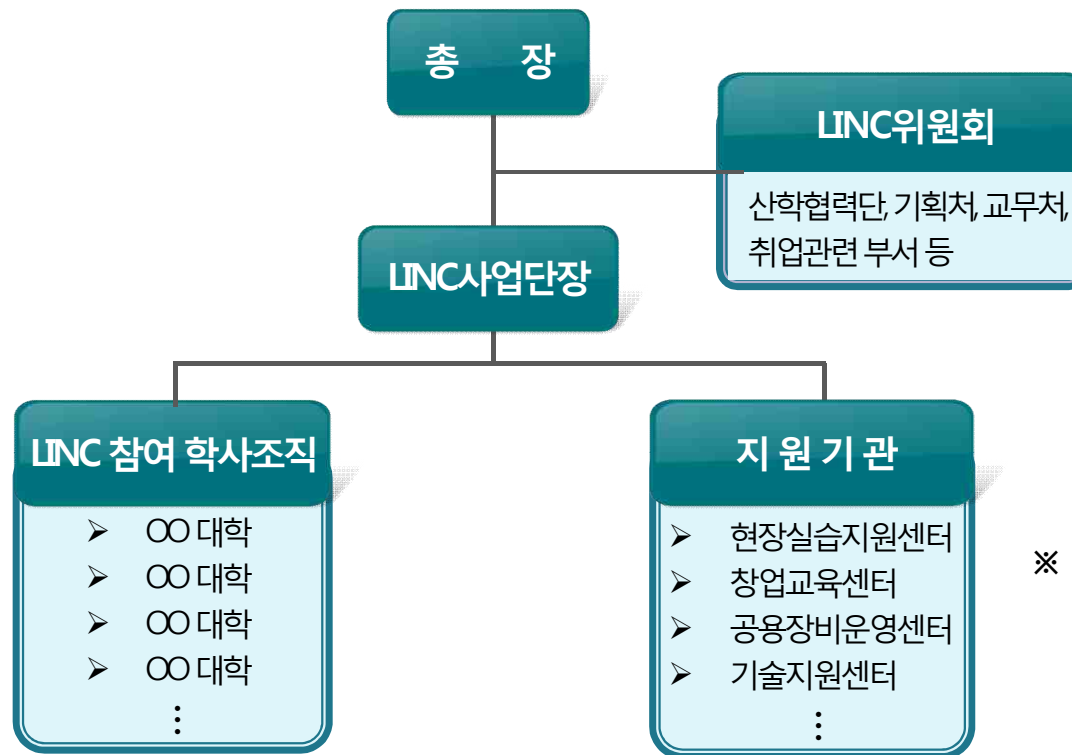 총 장
LINC위원회
산학협력단, 기획처, 교무처,
취업관련 부서 등
LINC사업단장
LINC 참여 학사조직
➢ OO 대학
➢ OO 대학
➢ OO 대학
➢ OO 대학
⋮
지 원 기 관
➢ 현장실습지원센터
➢ 창업교육센터
➢ 공용장비운영센터
➢ 기술지원센터
⋮
※